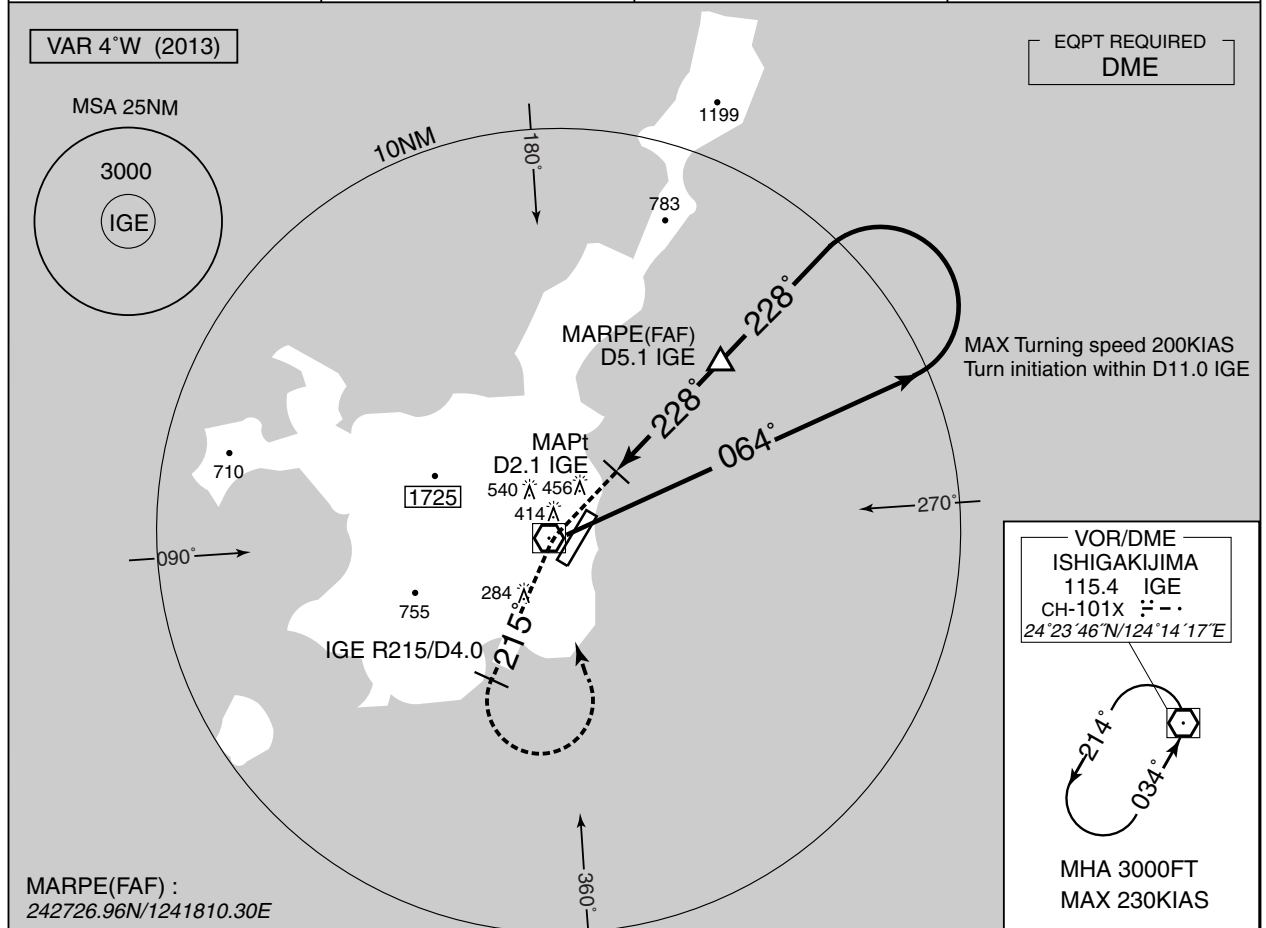 VAR 4°W (2013)
EQPT REQUIRED
DME
MSA 25NM
3000
IGE
10NM
180°
1199
783
228°
MARPE(FAF)
D5.1 IGE
MAX Turning speed 200KIAS
Turn initiation within D11.0 IGE
228°
064°
MAPt
D2.1 IGE
710
1725
540
456
414
270°
090°
284
755
215°
IGE R215/D4.0
360°
VOR/DME
ISHIGAKIJIMA
115.4 IGE
CH-101X
24°23´46˝N/124°14´17˝E
214°
034°
MHA 3000FT
MAX 230KIAS
MARPE(FAF) :
242726.96N/1241810.30E